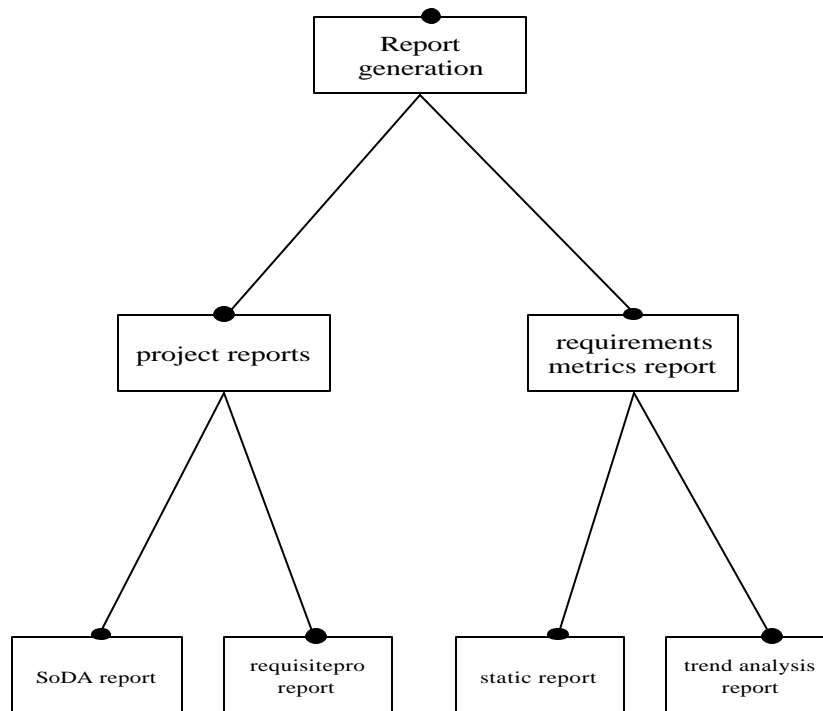 Report
generation
project reports
requirements
metrics report
SoDA report
requisitepro
report
static report
trend analysis
report